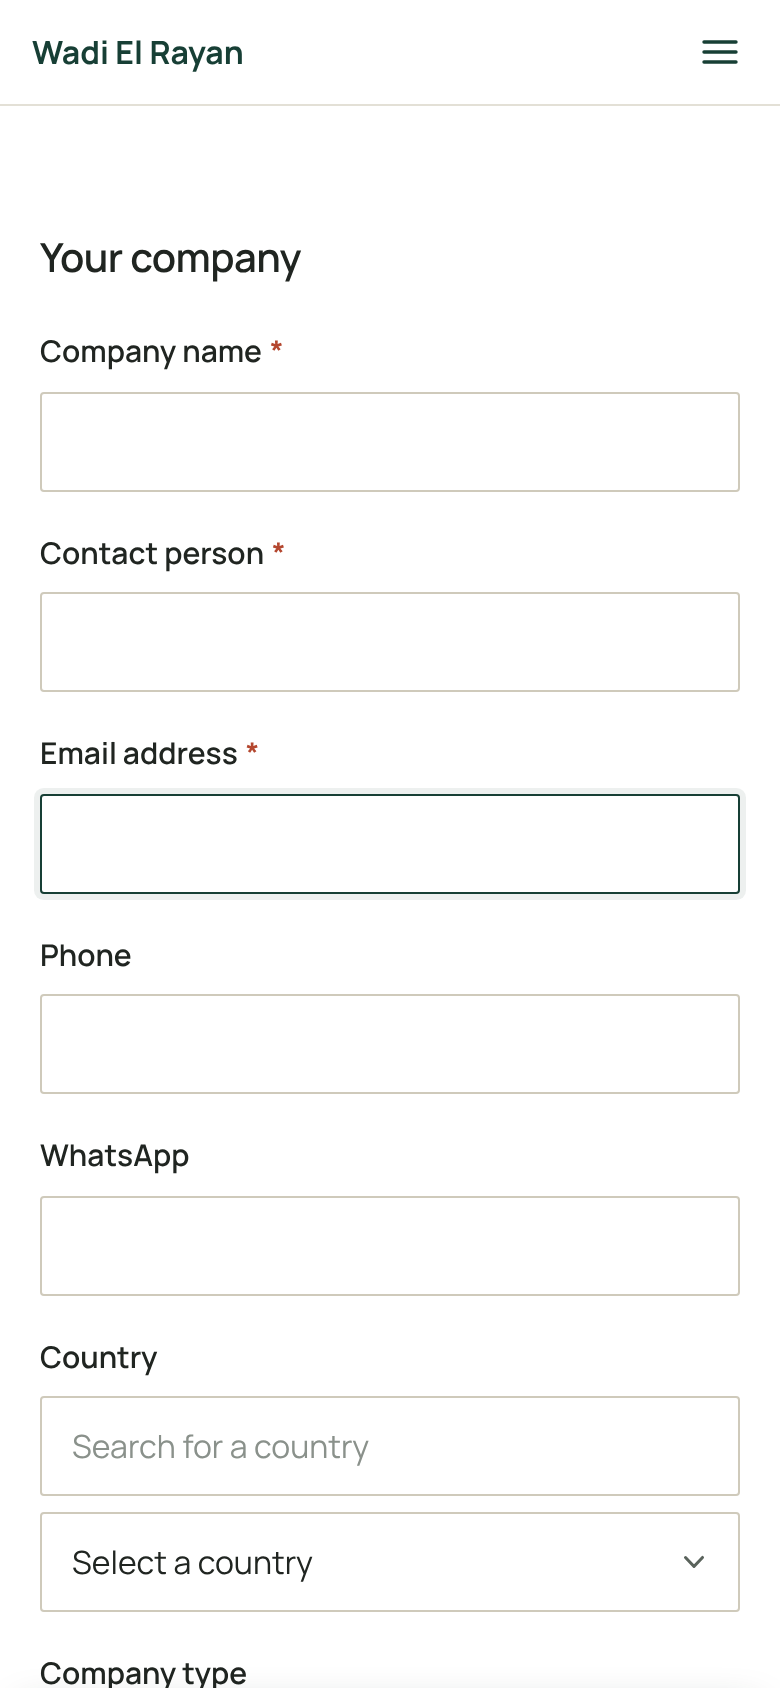 Wadi El Rayan
Your company
Company name *
Contact person *
Email address *
Phone
WhatsApp
Country
Search for a country
Select a country
Company type